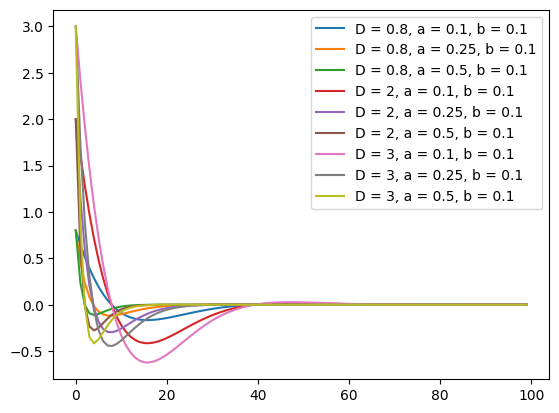 3.0
2.5
2.0
1.5
1.0
0.5
0.0
−0.5
0 20 40 60 80 100
D = 0.8, a = 0.1, b = 0.1
D = 0.8, a = 0.25, b = 0.1
D = 0.8, a = 0.5, b = 0.1
D = 2, a = 0.1, b = 0.1
D = 2, a = 0.25, b = 0.1
D = 2, a = 0.5, b = 0.1
D = 3, a = 0.1, b = 0.1
D = 3, a = 0.25, b = 0.1
D = 3, a = 0.5, b = 0.1